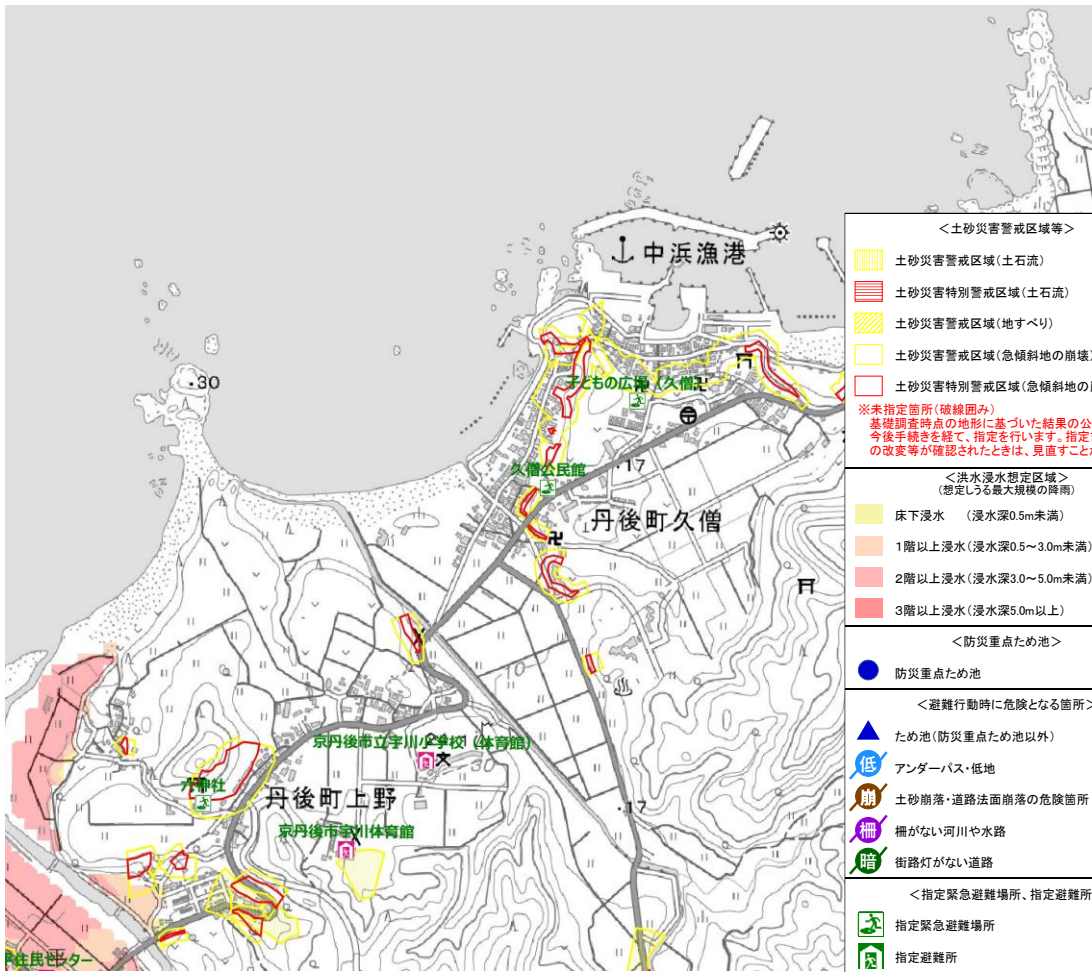 中浜漁港
・30
子どもの広場(久僧)
久僧公民館
・17
丹後町久僧
京丹後市立宇川小学校(体育館)
文
六神社
丹後町上野
・17
京丹後市宇川体育館
住民センター
＜土砂災害警戒区域等＞
土砂災害警戒区域(土石流)
土砂災害特別警戒区域(土石流)
土砂災害警戒区域(地すべり)
土砂災害警戒区域(急傾斜地の崩壊)
土砂災害特別警戒区域(急傾斜地の
※未指定箇所(破線囲み)
基礎調査時点の地形に基づいた結果の公
今後手続きを経て、指定を行います。指定
の改変等が確認されたときは、見直すこと
＜洪水浸水想定区域＞
(想定しうる最大規模の降雨)
床下浸水 (浸水深0.5m未満)
1階以上浸水(浸水深0.5～3.0m未満)
2階以上浸水(浸水深3.0～5.0m未満)
3階以上浸水(浸水深5.0m以上)
＜防災重点ため池＞
防災重点ため池
＜避難行動時に危険となる箇所＞
ため池(防災重点ため池以外)
低 アンダーパス・低地
崩 土砂崩落・道路法面崩落の危険箇所
柵 柵がない河川や水路
暗 街路灯がない道路
＜指定緊急避難場所、指定避難所
指定緊急避難場所
指定避難所